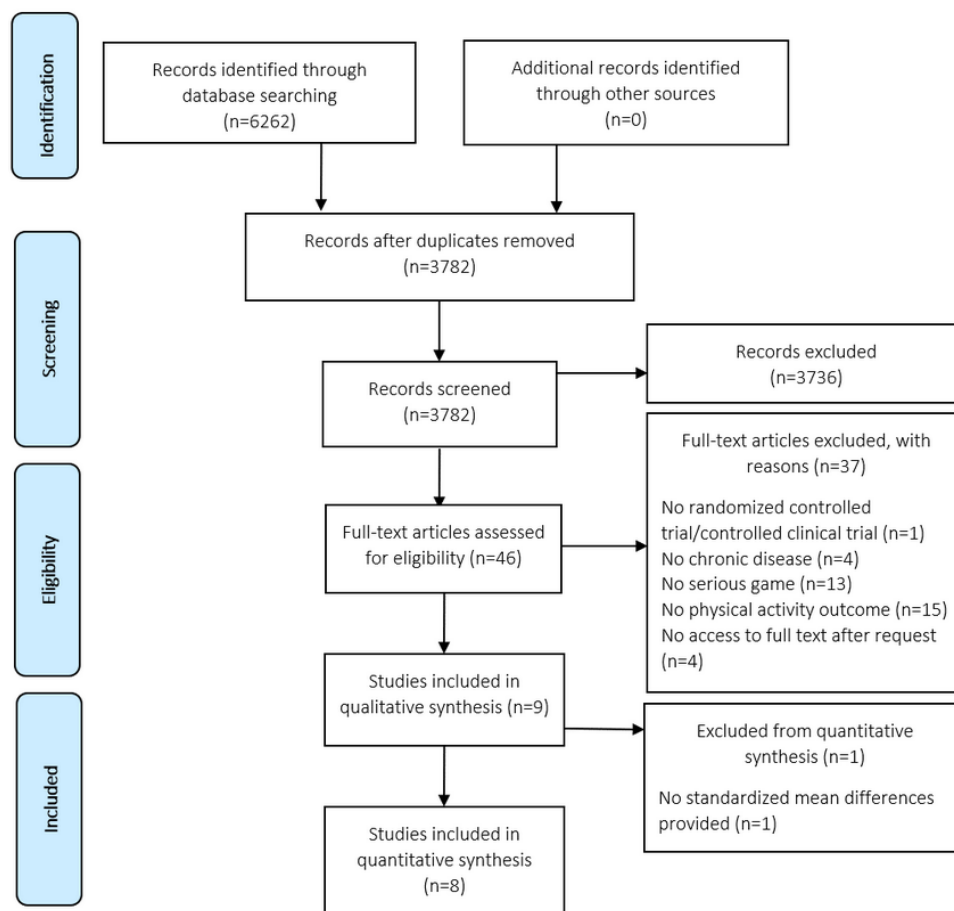 Identification
Records identified through
database searching
(n=6262)
Additional records identified
through other sources
(n=0)
Screening
Records after duplicates removed
(n=3782)
Records screened
(n=3782)
Records excluded
(n=3736)
Eligibility
Full-text articles assessed
for eligibility (n=46)
Full-text articles excluded, with
reasons (n=37)
No randomized controlled
trial/controlled clinical trial (n=1)
No chronic disease (n=4)
No serious game (n=13)
No physical activity outcome (n=15)
No access to full text after request
(n=4)
Studies included in
qualitative synthesis (n=9)
Included
Excluded from quantitative
synthesis (n=1)
No standardized mean differences
provided (n=1)
Studies included in
quantitative synthesis
(n=8)